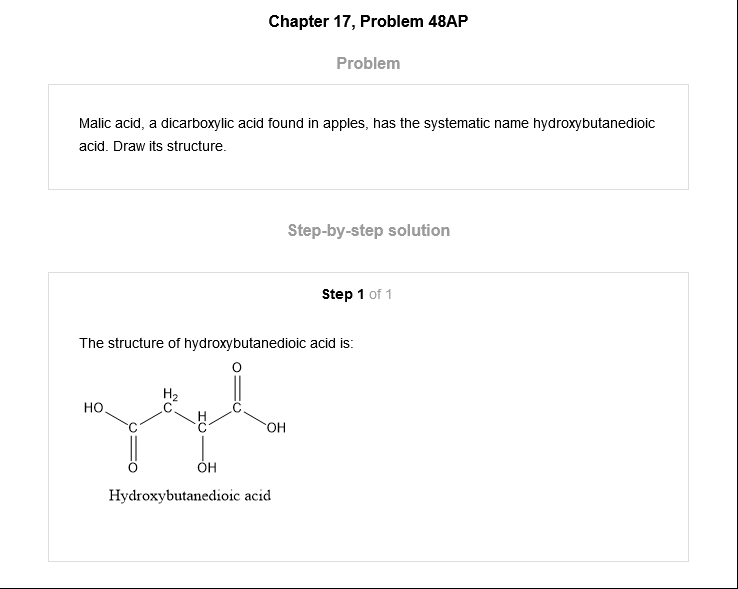 Chapter 17, Problem 48AP
Problem
Malic acid, a dicarboxylic acid found in apples, has the systematic name hydroxybutanedioic
acid. Draw its structure.
Step-by-step solution
Step 1 of 1
The structure of hydroxybutanedioic acid is:
O
H₂
HO
C
C
H
C
C
OH
O
OH
Hydroxybutanedioic acid